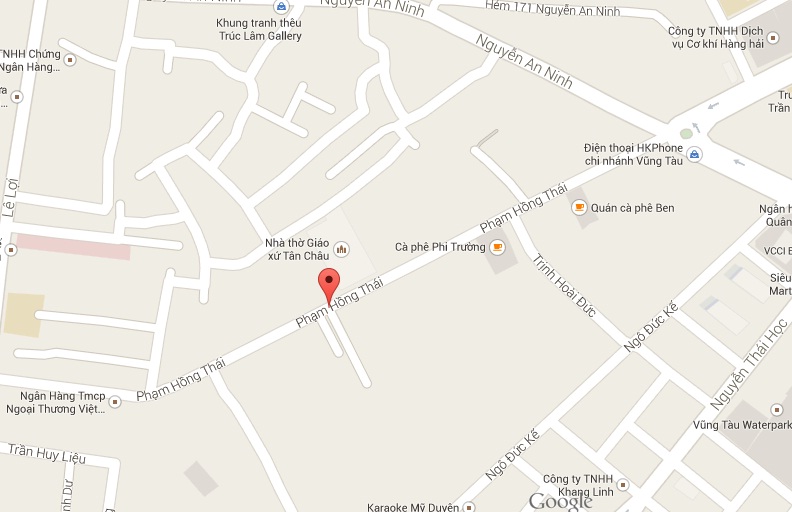 Khung tranh thêu
Trúc Lâm Gallery
Nguyễn An Ninh
Hẻm 171 Nguyễn An Ninh
Công ty TNHH Dịch
vụ Cơ khí Hàng hải
TNHH Chứng
Ngân Hàng...
Nguyễn An Ninh
Trần
Điện thoại HKPhone
chi nhánh Vũng Tàu
Lê Lợi
Phạm Hồng Thái
Quán cà phê Ben
Ngân h
Quân
Nhà thờ Giáo
xứ Tân Châu
Cà phê Phi Trường
VCCI B
Trịnh Hoài Đức
Siêu
Mart
Phạm Hồng Thái
Ngô Đức Kế
Nguyễn Thái Học
Phạm Hồng Thái
Ngân Hàng Tmcp
Ngoại Thương Việt...
Vũng Tàu Waterpark
Trần Huy Liệu
Ngô Đức Kế
Công ty TNHH
Khang Linh
Karaoke Mỹ Duyên
Google